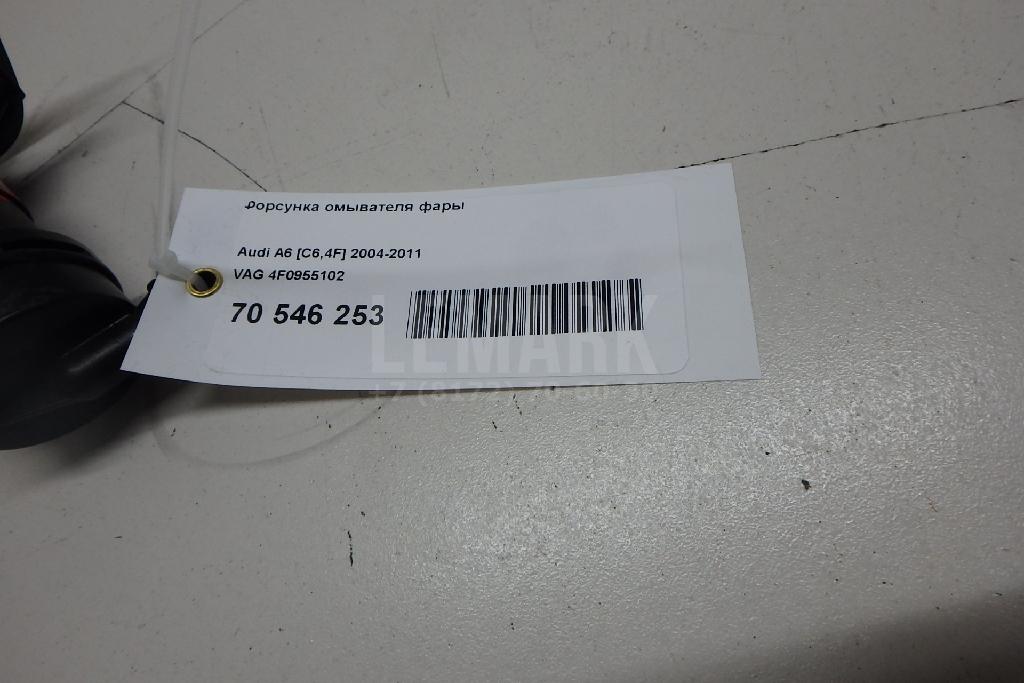 Форсунка омывателя фары
Audi A6 [C6,4F] 2004-2011
VAG 4F0955102
70 546 253
LEMARK